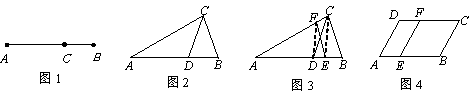 A C B
图1
C
A D B
图2
F C
A D E B
图3
D F C
A E B
图4